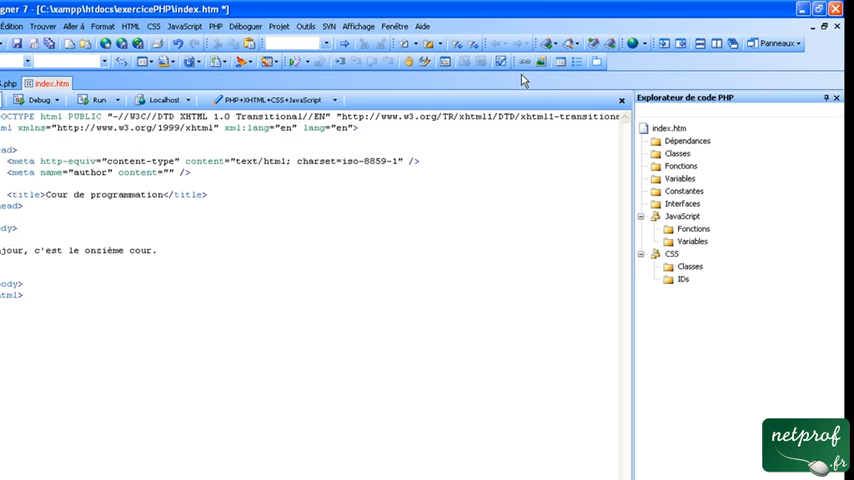 gner 7 - [C:\xampp\htdocs\exercicePHP\index.htm *]
Édition Trouver Aller à Format HTML CSS JavaScript PHP Déboguer Projet Outils SVN Affichage Fenêtre Aide
Panneaux
.php index.htm
Debug Run Localhost PHP+XHTML+CSS+JavaScript
Explorateur de code PHP
OCTYPE html PUBLIC "-//W3C//DTD XHTML 1.0 Transitional//EN" "http://www.w3.org/TR/xhtml1/DTD/xhtml1-transitiona
ml xmlns="http://www.w3.org/1999/xhtml" xml:lang="en" lang="en">
ead>
<meta http-equiv="content-type" content="text/html; charset=iso-8859-1" />
<meta name="author" content="" />
<title>Cour de programmation</title>
head>
ody>
njour, c'est le onzième cour.
body>
html>
index.htm
Dépendances
Classes
Fonctions
Variables
Constantes
Interfaces
JavaScript
Fonctions
Variables
CSS
Classes
IDs
netprof
.fr